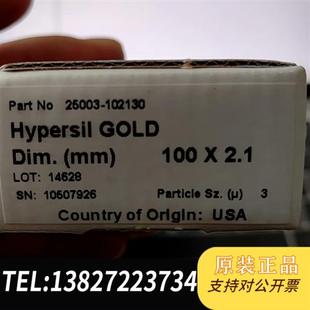 Part No 25003-102130
Hypersil GOLD
Dim. (mm) 100 X 2.1
LOT: 14628
SN: 10507926 Particle Sz. (µ) 3
Country of Origin: USA
TEL:13827223734
原装正品
支持对公开票